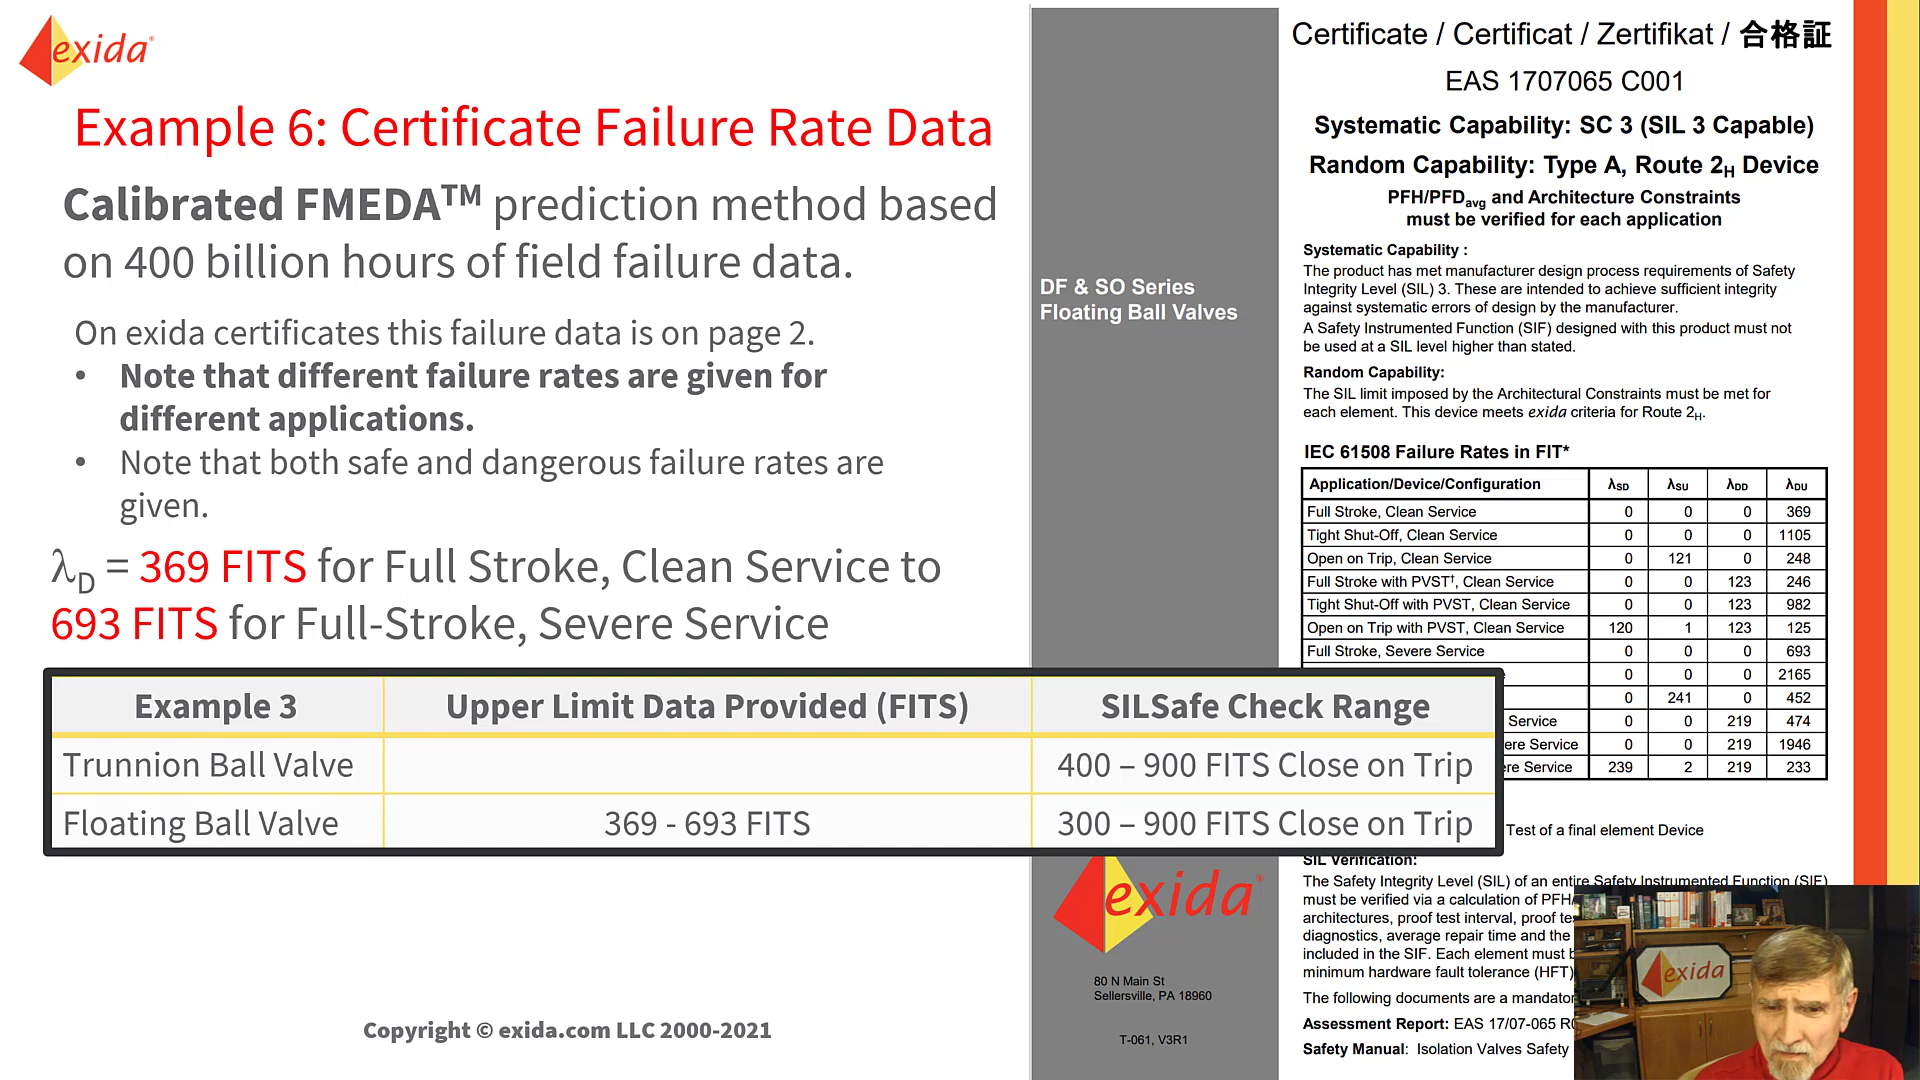 exida
Example 6: Certificate Failure Rate Data
Calibrated FMEDA™ prediction method based
on 400 billion hours of field failure data.
On exida certificates this failure data is on page 2.
• Note that different failure rates are given for
different applications.
• Note that both safe and dangerous failure rates are
given.
λD = 369 FITS for Full Stroke, Clean Service to
693 FITS for Full-Stroke, Severe Service
Example 3 Upper Limit Data Provided (FITS) SILSafe Check Range
Trunnion Ball Valve 400 – 900 FITS Close on Trip
Floating Ball Valve 369 - 693 FITS 300 – 900 FITS Close on Trip
Copyright © exida.com LLC 2000-2021
DF & SO Series
Floating Ball Valves
exida
80 N Main St
Sellersville, PA 18960
T-061, V3R1
Certificate / Certificat / Zertifikat / 合格証
EAS 1707065 C001
Systematic Capability: SC 3 (SIL 3 Capable)
Random Capability: Type A, Route 2H Device
PFH/PFDavg and Architecture Constraints
must be verified for each application
Systematic Capability :
The product has met manufacturer design process requirements of Safety
Integrity Level (SIL) 3. These are intended to achieve sufficient integrity
against systematic errors of design by the manufacturer.
A Safety Instrumented Function (SIF) designed with this product must not
be used at a SIL level higher than stated.
Random Capability:
The SIL limit imposed by the Architectural Constraints must be met for
each element. This device meets exida criteria for Route 2H.
IEC 61508 Failure Rates in FIT*
Application/Device/Configuration λSD λSU λDD λDU
Full Stroke, Clean Service 0 0 0 369
Tight Shut-Off, Clean Service 0 0 0 1105
Open on Trip, Clean Service 0 121 0 248
Full Stroke with PVST†, Clean Service 0 0 123 246
Tight Shut-Off with PVST, Clean Service 0 0 123 982
Open on Trip with PVST, Clean Service 120 1 123 125
Full Stroke, Severe Service 0 0 0 693
0 0 0 2165
0 241 0 452
Service 0 0 219 474
ere Service 0 0 219 1946
re Service 239 2 219 233
Test of a final element Device
SIL Verification:
The Safety Integrity Level (SIL) of an entire Safety Instrumented Function (SIF)
must be verified via a calculation of PFH/
architectures, proof test interval, proof te
diagnostics, average repair time and the
included in the SIF. Each element must b
minimum hardware fault tolerance (HFT)
The following documents are a mandator
Assessment Report: EAS 17/07-065 R0
Safety Manual: Isolation Valves Safety
exida